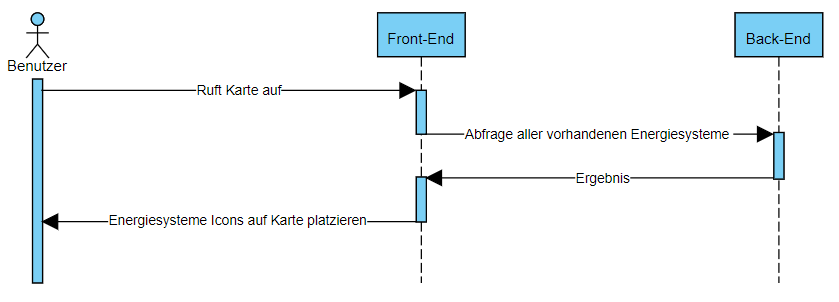 Front-End
Back-End
Benutzer
Ruft Karte auf
Abfrage aller vorhandenen Energiesysteme
Ergebnis
Energiesysteme Icons auf Karte platzieren